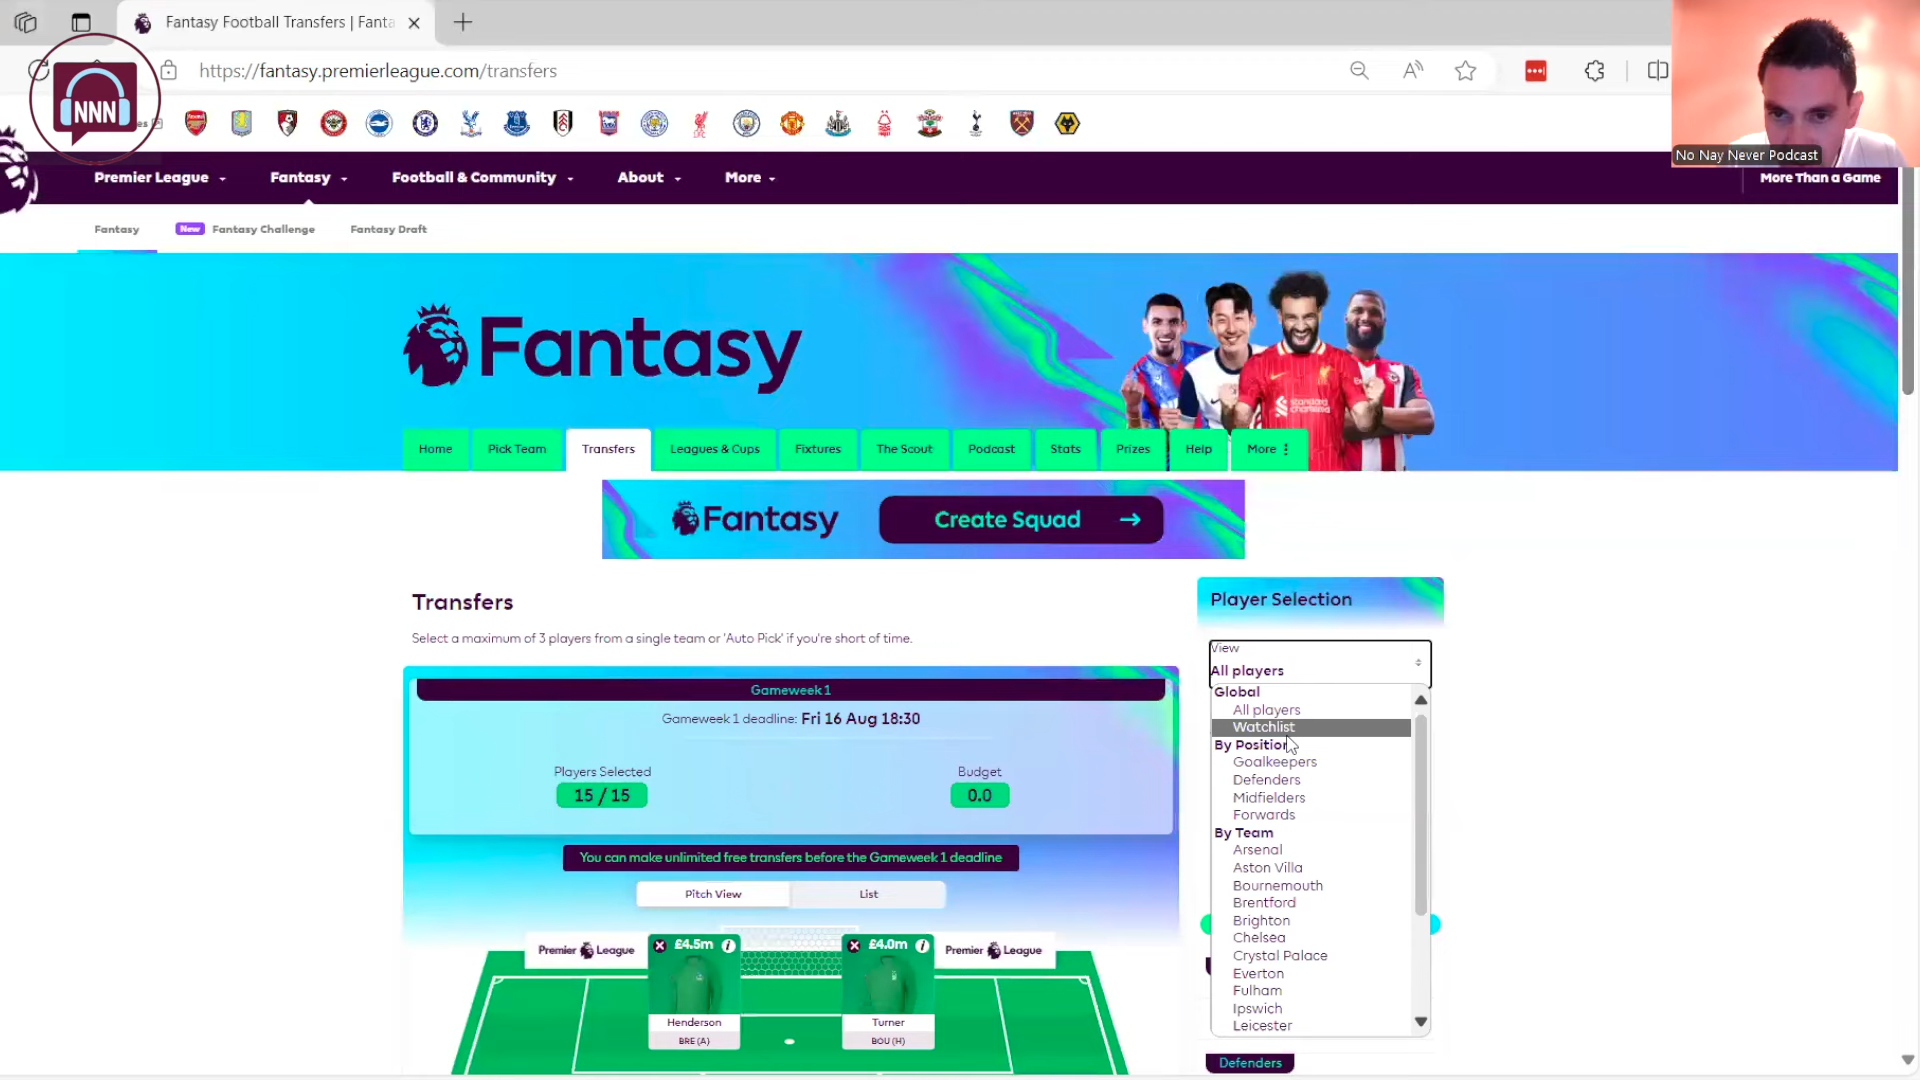 Fantasy Football Transfers | Fanta
https://fantasy.premierleague.com/transfers
NNN
es
No Nay Never Podcast
Premier League
Fantasy
Football & Community
About
More
More Than a Game
Fantasy
New
Fantasy Challenge
Fantasy Draft
Fantasy
Home
Pick Team
Transfers
Leagues & Cups
Fixtures
The Scout
Podcast
Stats
Prizes
Help
More
Fantasy
Create Squad →
Transfers
Select a maximum of 3 players from a single team or 'Auto Pick' if you're short of time.
Gameweek 1
Gameweek 1 deadline: Fri 16 Aug 18:30
Players Selected
15 / 15
Budget
0.0
You can make unlimited free transfers before the Gameweek 1 deadline
Pitch View
List
Premier League
£4.5m
Henderson
BRE (A)
£4.0m
Turner
BOU (H)
Premier League
Player Selection
View
All players
Global
All players
Watchlist
By Position
Goalkeepers
Defenders
Midfielders
Forwards
By Team
Arsenal
Aston Villa
Bournemouth
Brentford
Brighton
Chelsea
Crystal Palace
Everton
Fulham
Ipswich
Leicester
Defenders